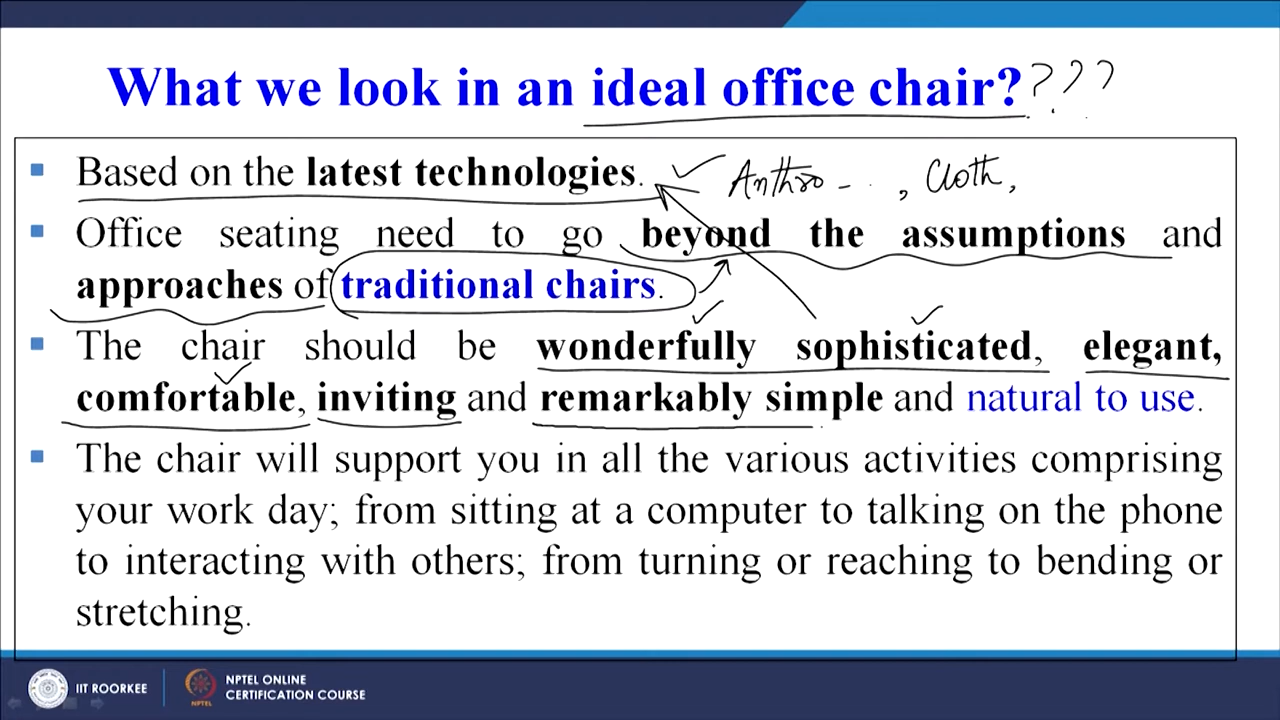 What we look in an ideal office chair? ???
Based on the latest technologies. Anthro - .. , Cloth,
Office seating need to go beyond the assumptions and
approaches of traditional chairs.
The chair should be wonderfully sophisticated, elegant,
comfortable, inviting and remarkably simple and natural to use.
The chair will support you in all the various activities comprising
your work day; from sitting at a computer to talking on the phone
to interacting with others; from turning or reaching to bending or
stretching.
IIT ROORKEE
NPTEL
NPTEL ONLINE
CERTIFICATION COURSE